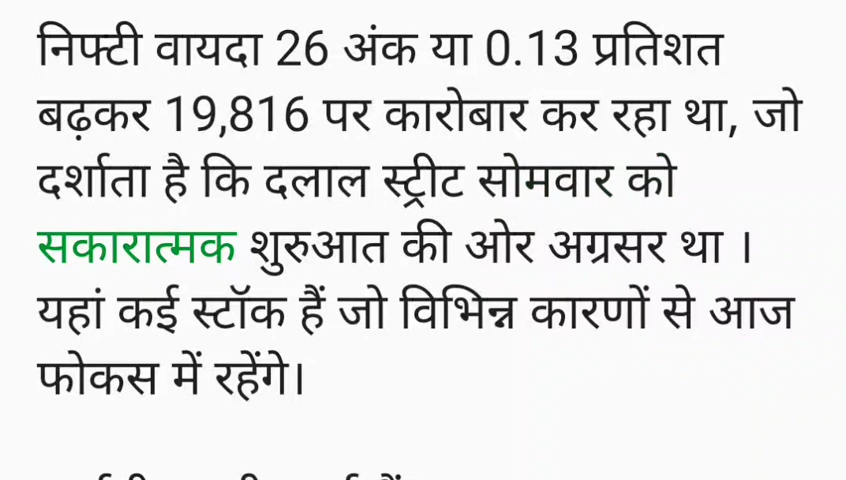 निफ्टी वायदा 26 अंक या 0.13 प्रतिशत
बढ़कर 19,816 पर कारोबार कर रहा था, जो
दर्शाता है कि दलाल स्ट्रीट सोमवार को
सकारात्मक शुरुआत की ओर अग्रसर था ।
यहां कई स्टॉक हैं जो विभिन्न कारणों से आज
फोकस में रहेंगे।